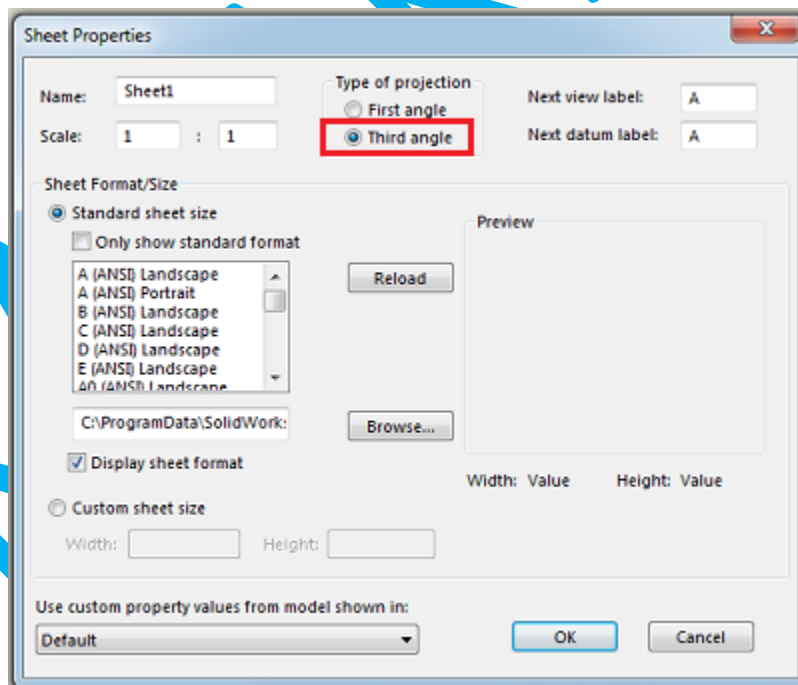 Sheet Properties
Name: Sheet1
Type of projection
First angle
Third angle
Next view label: A
Scale: 1 : 1
Next datum label: A
Sheet Format/Size
Standard sheet size
Only show standard format
Preview
A (ANSI) Landscape
A (ANSI) Portrait
B (ANSI) Landscape
C (ANSI) Landscape
D (ANSI) Landscape
E (ANSI) Landscape
A0 (ANSI) Landscape
Reload
C:\ProgramData\SolidWork:
Browse...
Display sheet format
Width: Value Height: Value
Custom sheet size
Width: Height:
Use custom property values from model shown in:
Default
OK Cancel